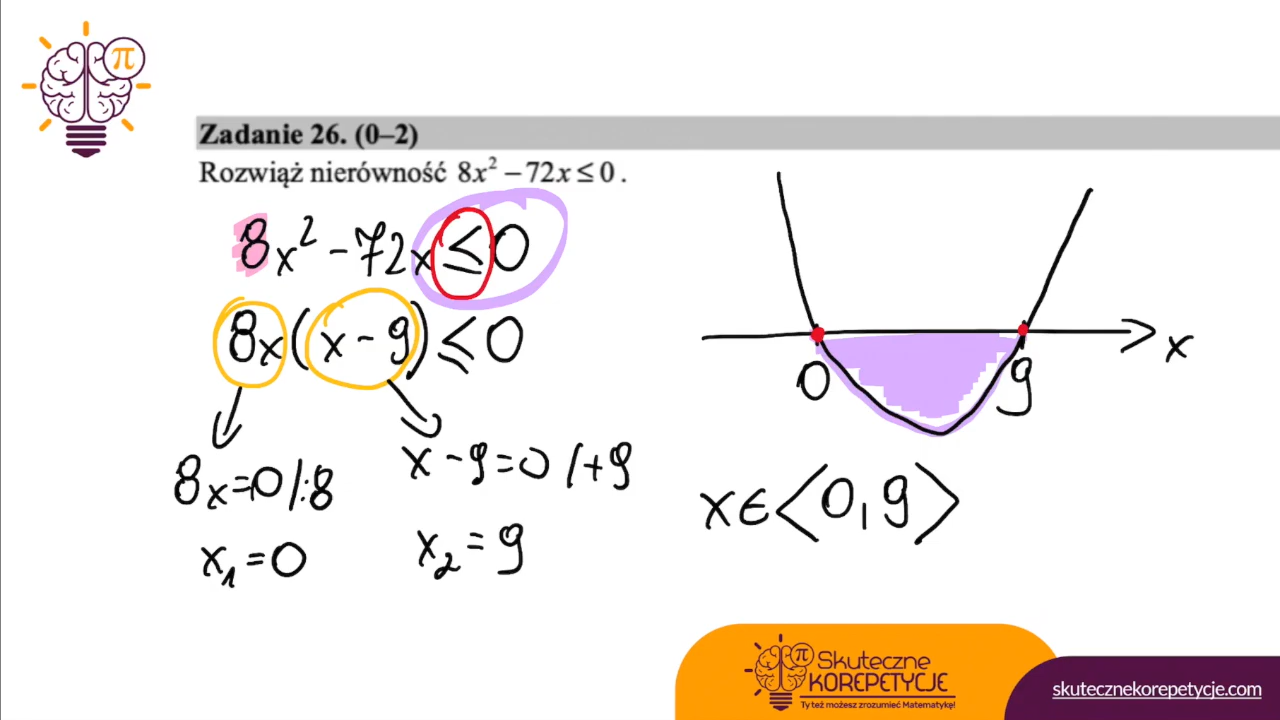 π
Zadanie 26. (0–2)
Rozwiąż nierówność 8x² – 72x ≤ 0 .
8x² - 72x ≤ 0
8x (x - 9) ≤ 0
8x = 0 /:8
x - 9 = 0 /+9
x₁ = 0
x₂ = 9
0 9 x
x ∈ <0, 9>
π
Skuteczne
KOREPETYCJE
Ty też możesz zrozumieć Matematykę!
skutecznekorepetycje.com